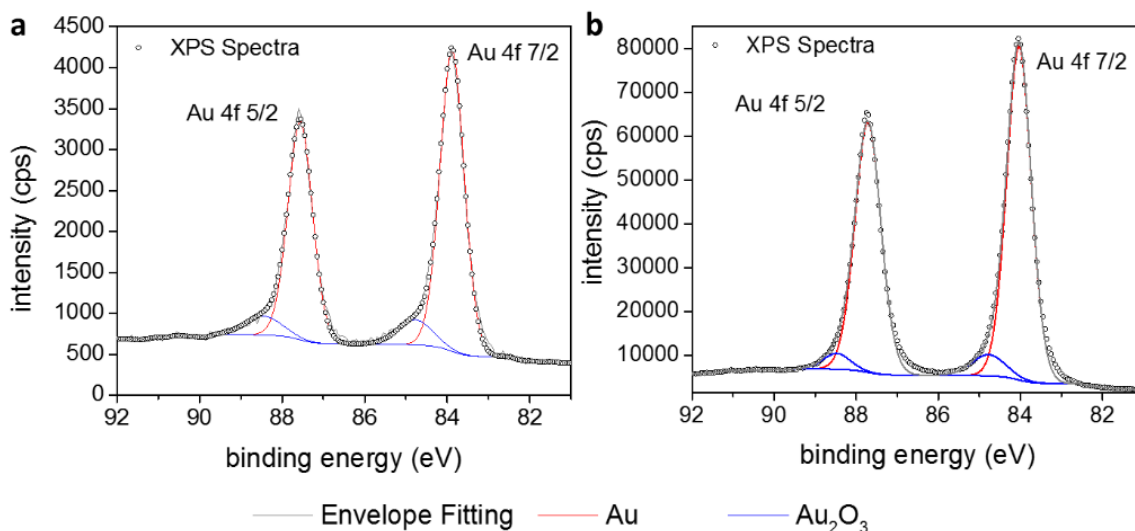 a
XPS Spectra
Au 4f 7/2
Au 4f 5/2
4500
4000
3500
3000
2500
2000
1500
1000
500
0
intensity (cps)
92 90 88 86 84 82
binding energy (eV)
b
XPS Spectra
Au 4f 7/2
Au 4f 5/2
80000
70000
60000
50000
40000
30000
20000
10000
intensity (cps)
92 90 88 86 84 82
binding energy (eV)
Envelope Fitting Au Au₂O₃